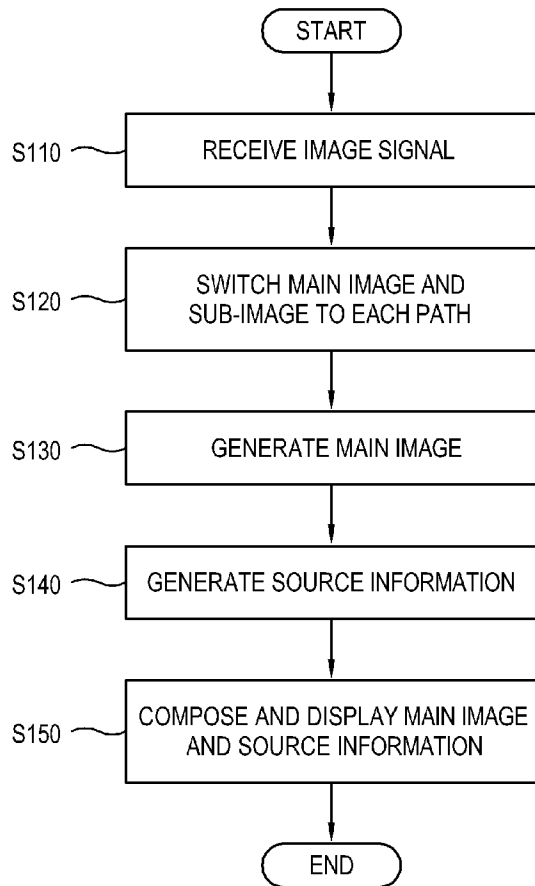 START
S110
RECEIVE IMAGE SIGNAL
S120
SWITCH MAIN IMAGE AND
SUB-IMAGE TO EACH PATH
S130
GENERATE MAIN IMAGE
S140
GENERATE SOURCE INFORMATION
S150
COMPOSE AND DISPLAY MAIN IMAGE
AND SOURCE INFORMATION
END